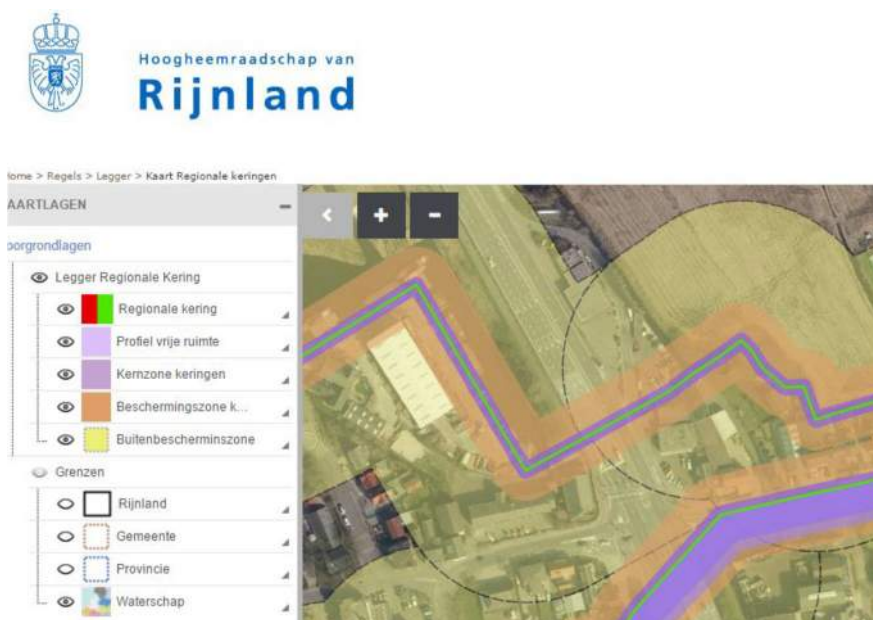 Hoogheemraadschap van
Rijnland
Home > Regels > Legger > Kaart Regionale keringen
AARTLAGEN
oorgrondlagen
Legger Regionale Kering
Regionale kering
Profiel vrije ruimte
Kernzone keringen
Beschermingszone k...
Buitenbescherminszone
Grenzen
Rijnland
Gemeente
Provincie
Waterschap